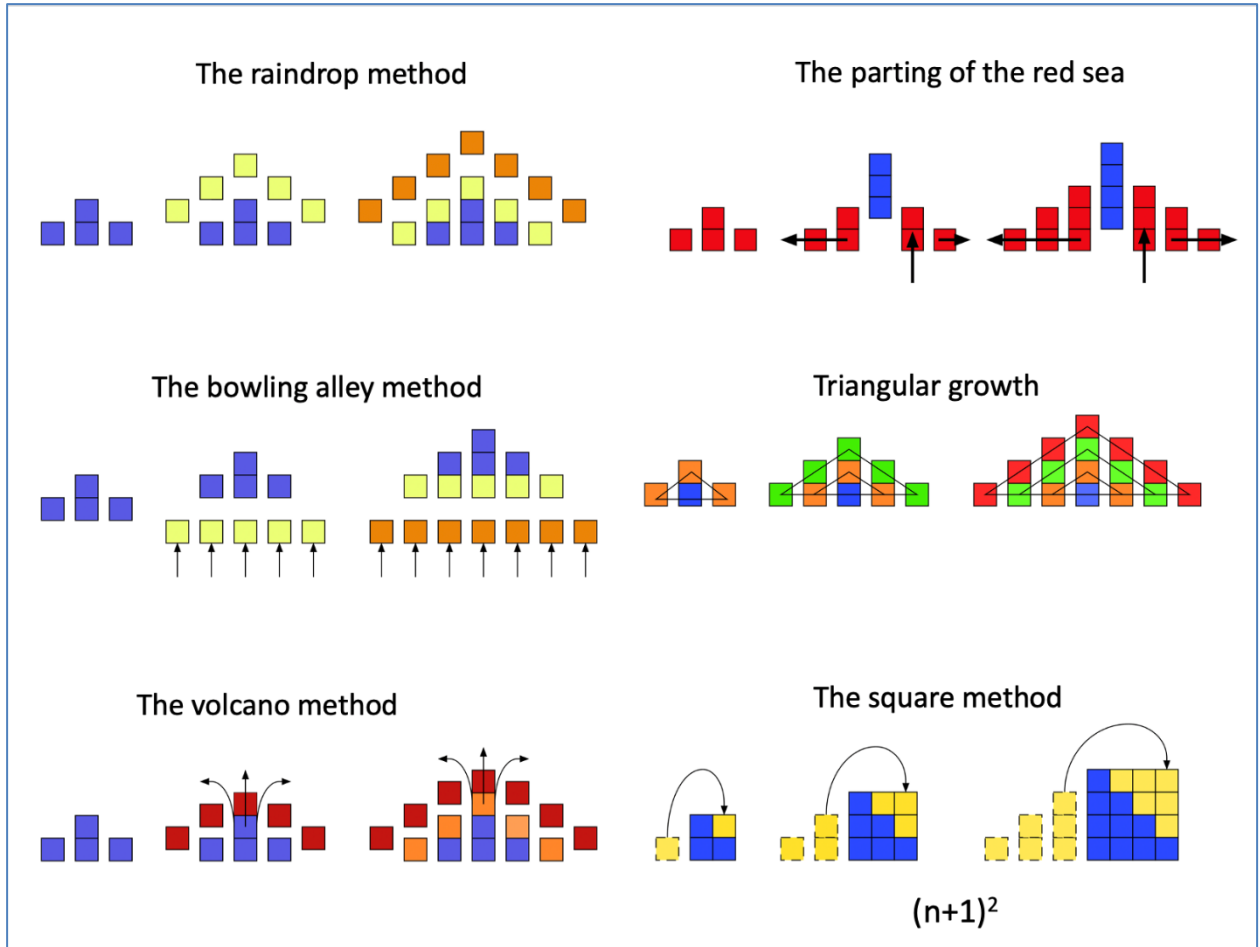 The raindrop method
The parting of the red sea
The bowling alley method
Triangular growth
The volcano method
The square method
(n+1)²